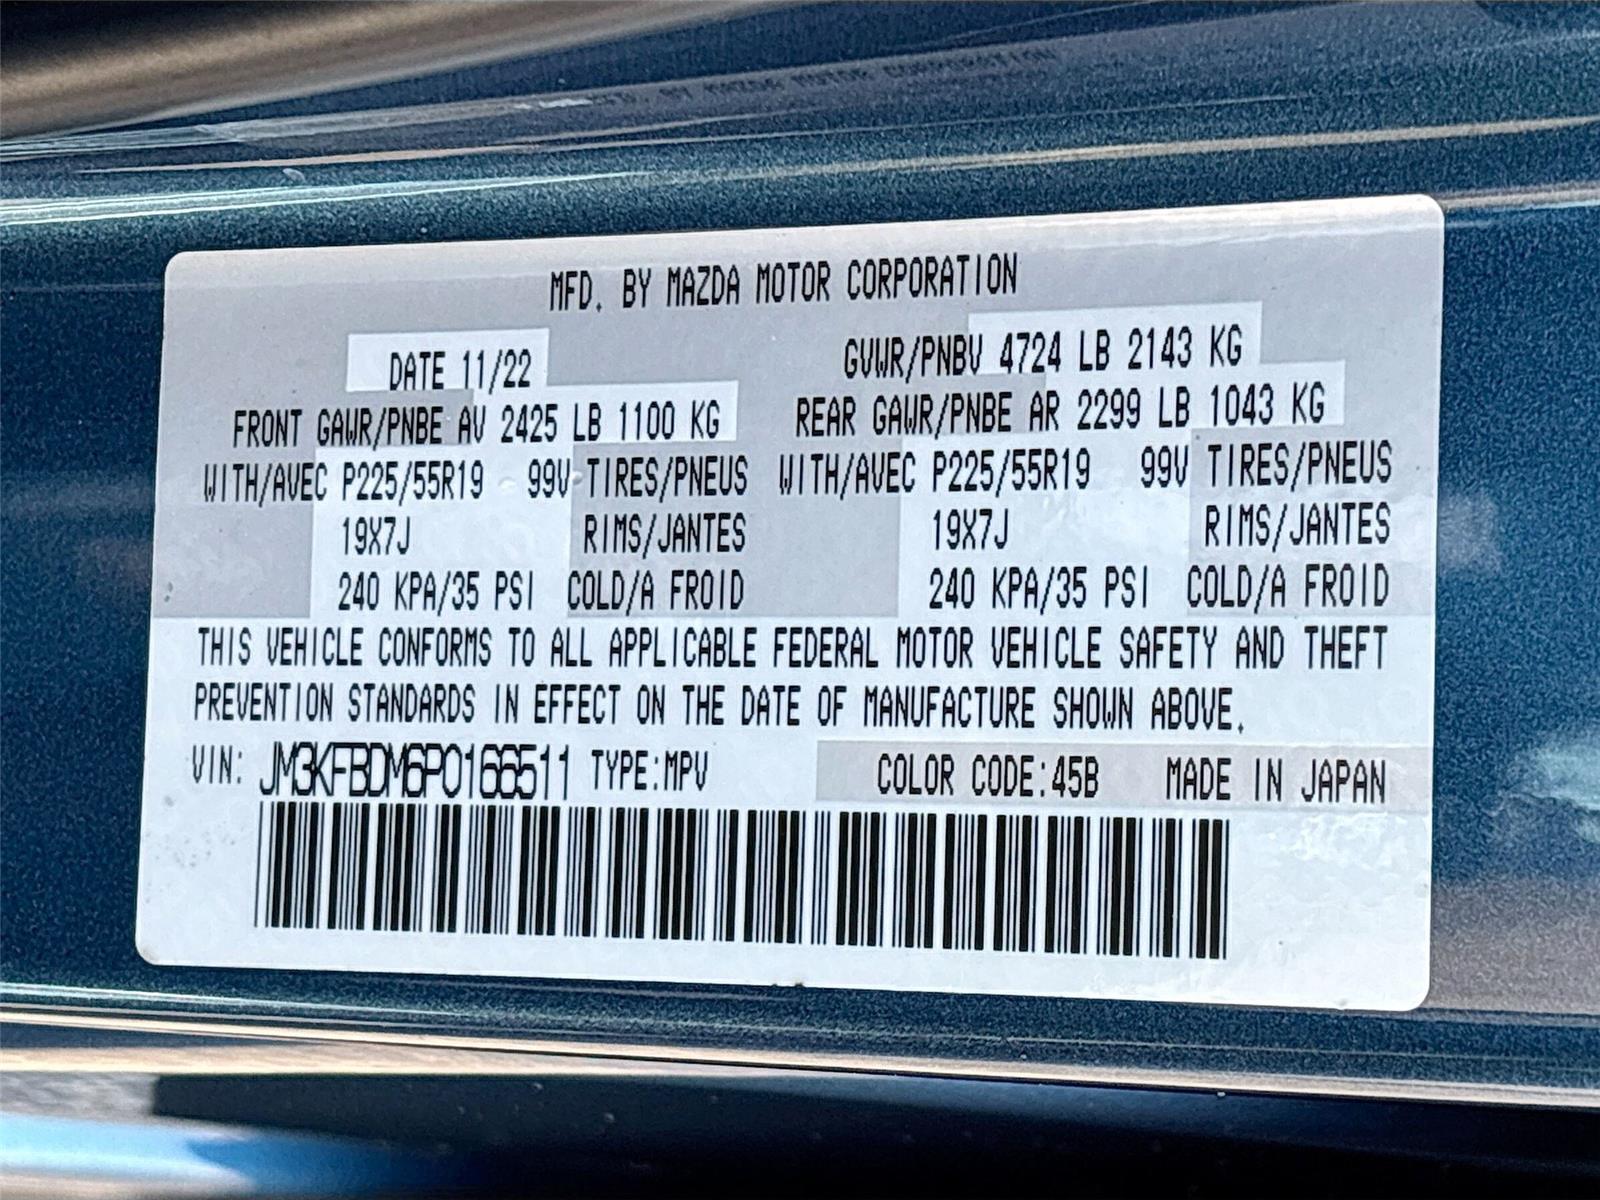 MFD. BY MAZDA MOTOR CORPORATION
DATE 11/22 GVWR/PNBV 4724 LB 2143 KG
FRONT GAWR/PNBE AV 2425 LB 1100 KG REAR GAWR/PNBE AR 2299 LB 1043 KG
WITH/AVEC P225/55R19 99V TIRES/PNEUS WITH/AVEC P225/55R19 99V TIRES/PNEUS
19X7J RIMS/JANTES 19X7J RIMS/JANTES
240 KPA/35 PSI COLD/A FROID 240 KPA/35 PSI COLD/A FROID
THIS VEHICLE CONFORMS TO ALL APPLICABLE FEDERAL MOTOR VEHICLE SAFETY AND THEFT
PREVENTION STANDARDS IN EFFECT ON THE DATE OF MANUFACTURE SHOWN ABOVE.
VIN: JM3KFBDM6P0166511 TYPE:MPV COLOR CODE:45B MADE IN JAPAN